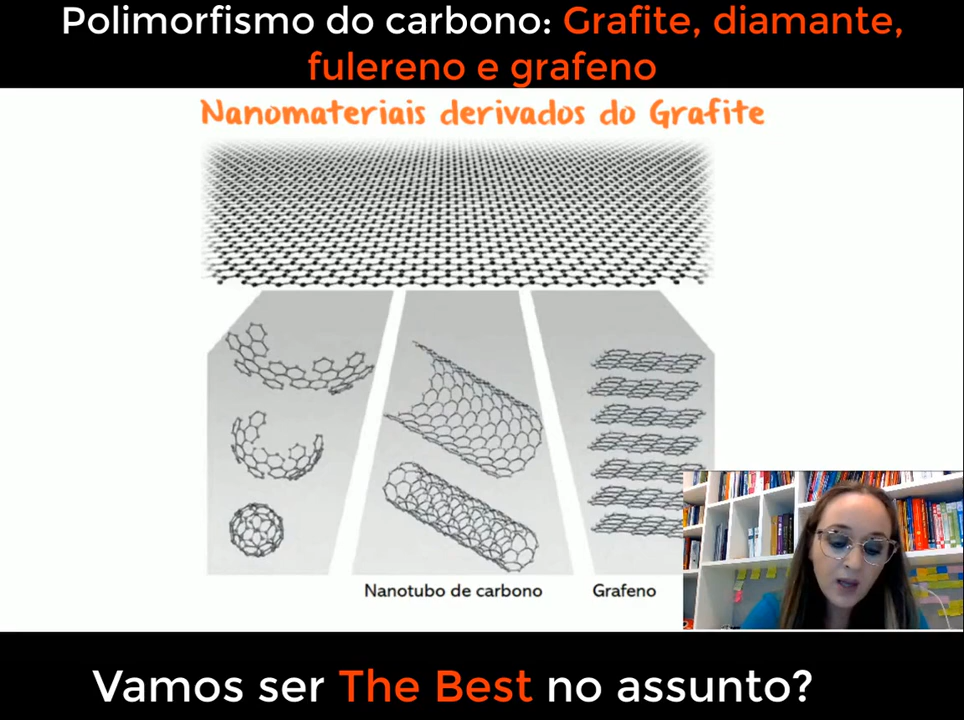 Polimorfismo do carbono: Grafite, diamante,
fulereno e grafeno
Nanomateriais derivados do Grafite
Nanotubo de carbono
Grafeno
Vamos ser The Best no assunto?